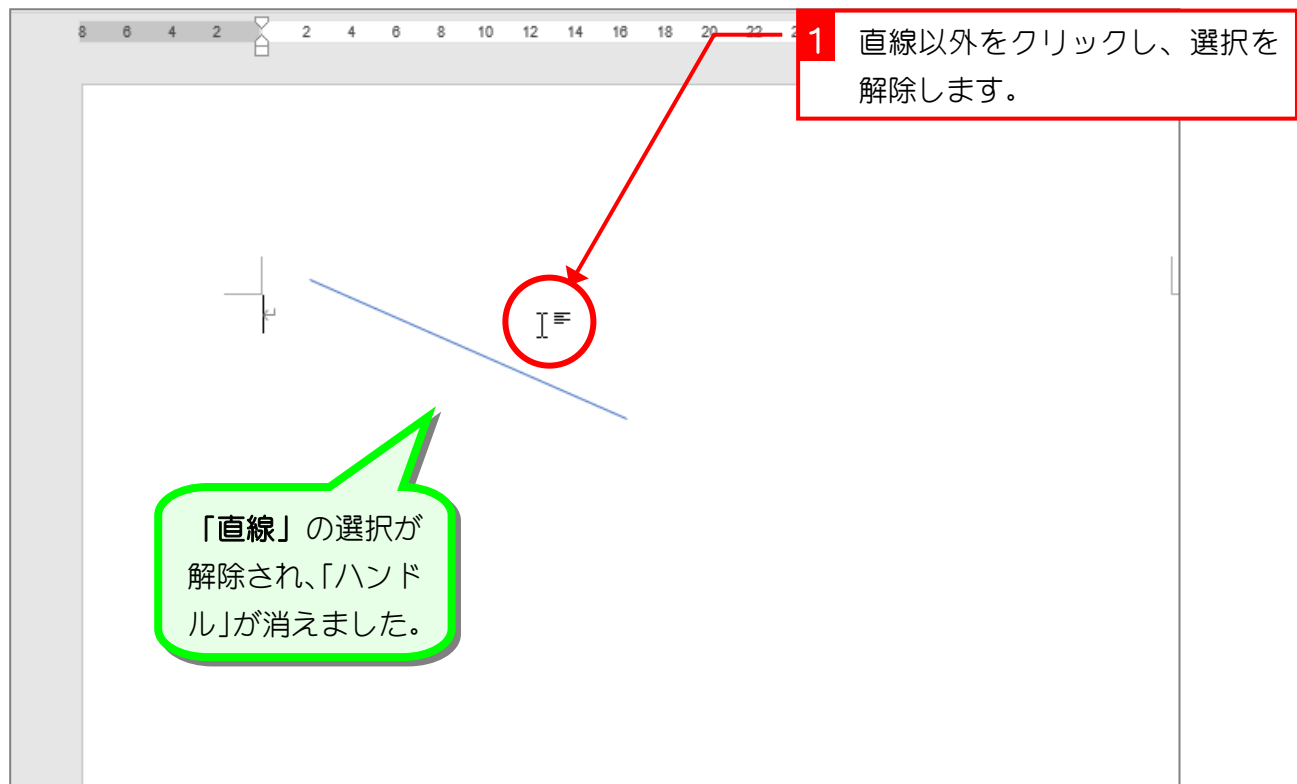 8 6 4 2 2 4 6 8 10 12 14 16 18 20 22 2
1 直線以外をクリックし、選択を
解除します。
「直線」の選択が
解除され、「ハンド
ル」が消えました。